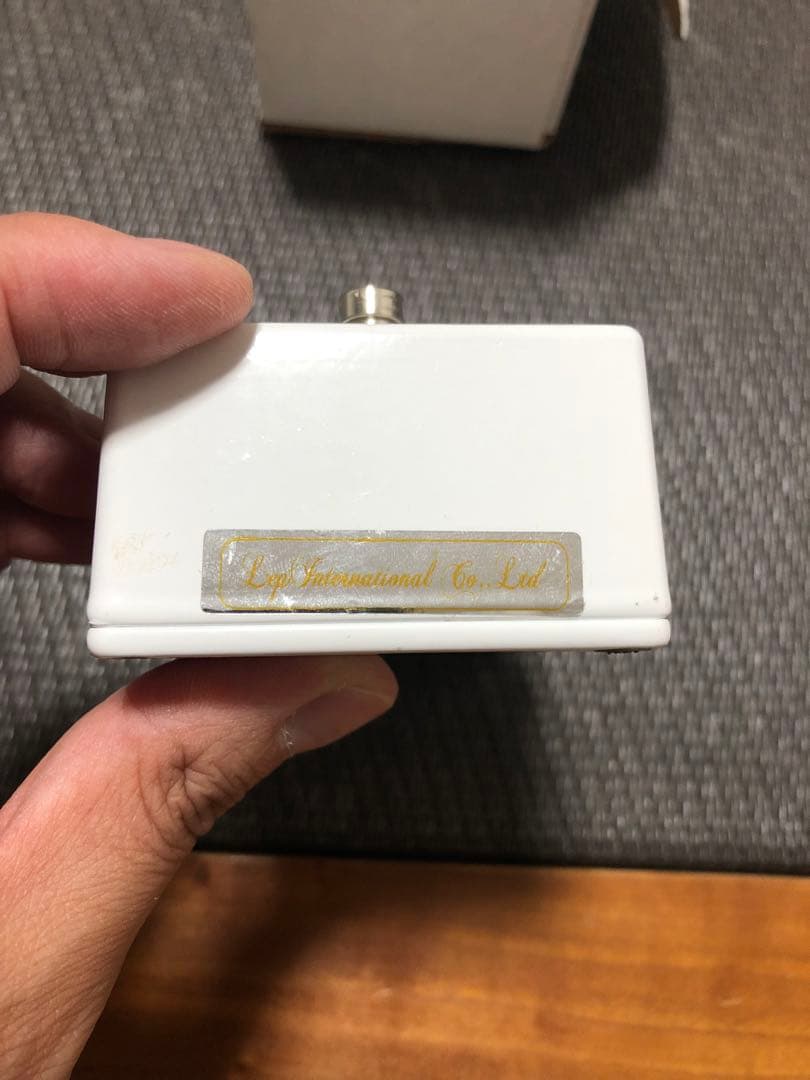 Lep International Co., Ltd